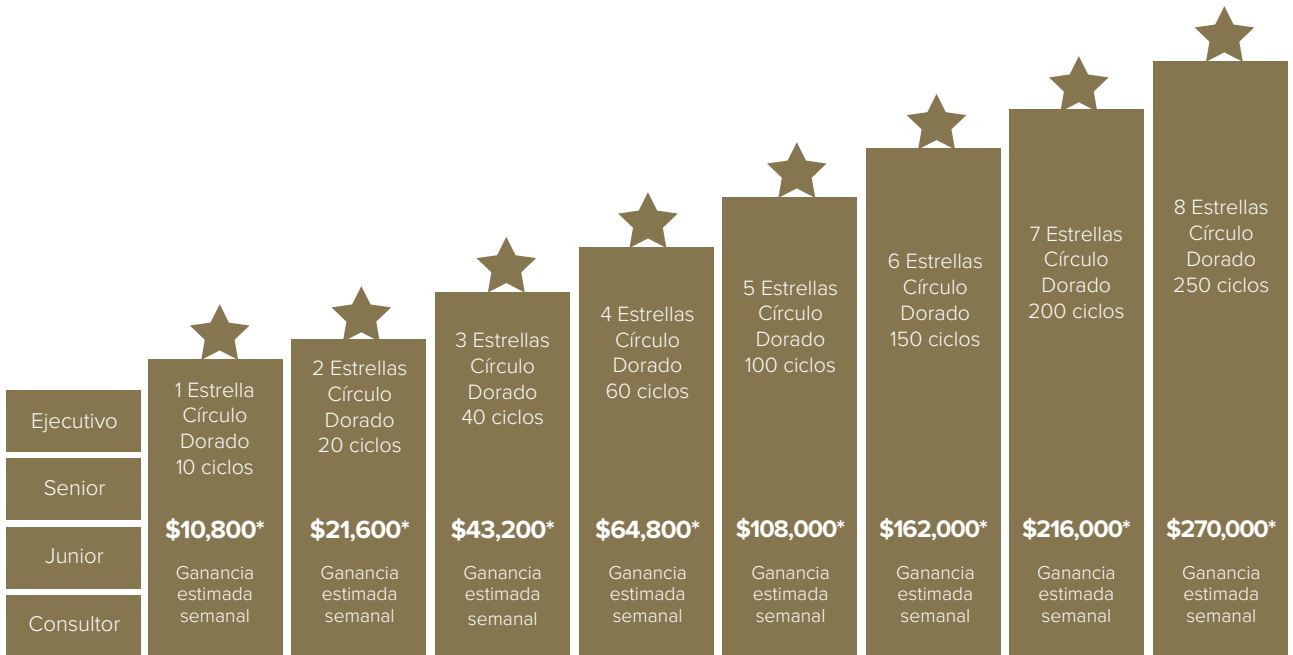 Ejecutivo
Senior
Junior
Consultor
1 Estrella
Círculo
Dorado
10 ciclos
$10,800*
Ganancia
estimada
semanal
2 Estrellas
Círculo
Dorado
20 ciclos
$21,600*
Ganancia
estimada
semanal
3 Estrellas
Círculo
Dorado
40 ciclos
$43,200*
Ganancia
estimada
semanal
4 Estrellas
Círculo
Dorado
60 ciclos
$64,800*
Ganancia
estimada
semanal
5 Estrellas
Círculo
Dorado
100 ciclos
$108,000*
Ganancia
estimada
semanal
6 Estrellas
Círculo
Dorado
150 ciclos
$162,000*
Ganancia
estimada
semanal
7 Estrellas
Círculo
Dorado
200 ciclos
$216,000*
Ganancia
estimada
semanal
8 Estrellas
Círculo
Dorado
250 ciclos
$270,000*
Ganancia
estimada
semanal